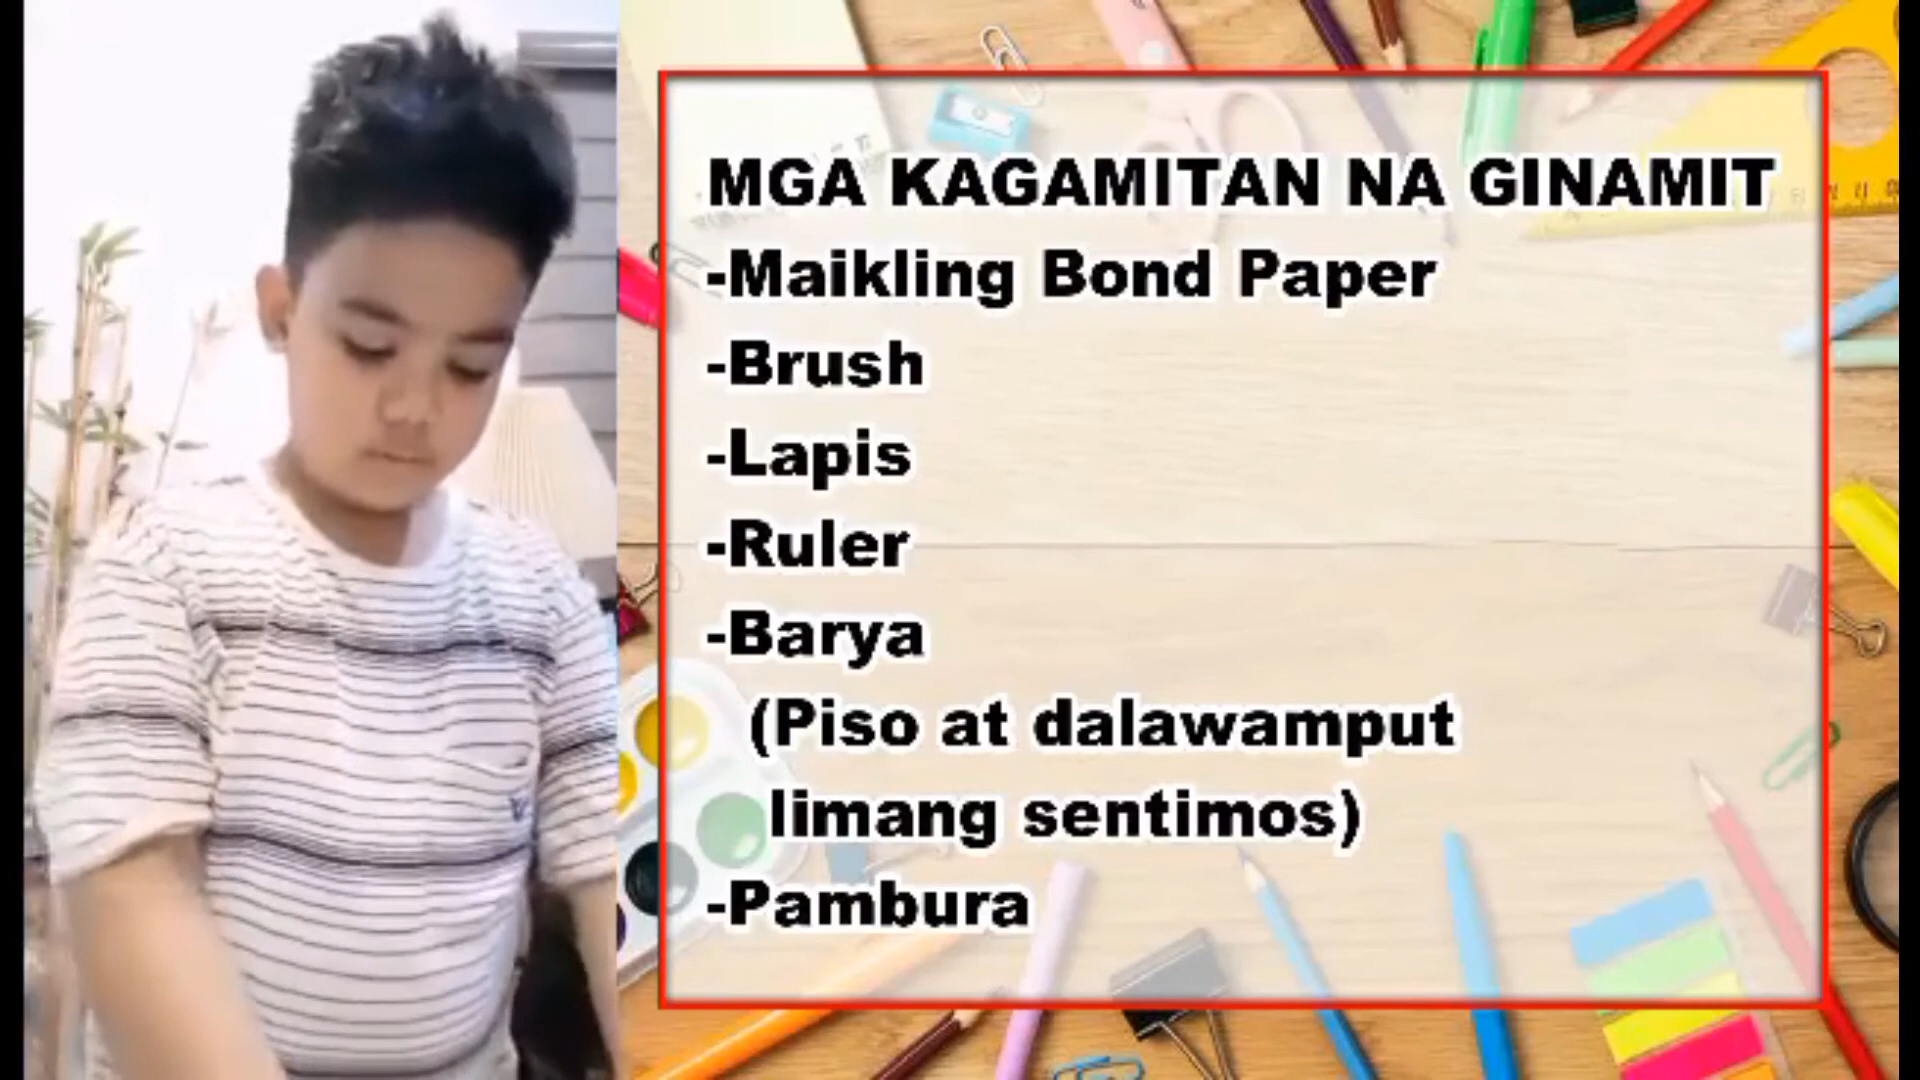 MGA KAGAMITAN NA GINAMIT
-Maikling Bond Paper
-Brush
-Lapis
-Ruler
-Barya
(Piso at dalawamput
limang sentimos)
-Pambura